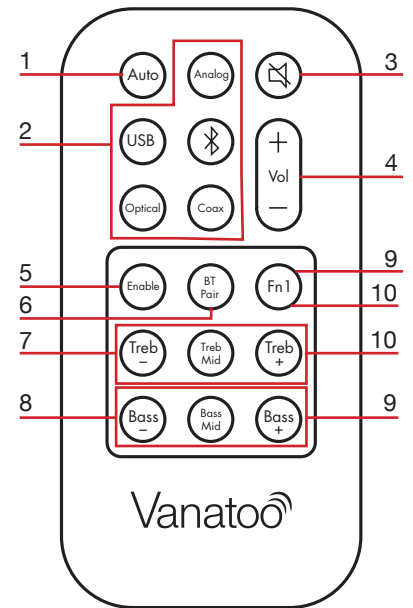 1
Auto
Analog
3
2
USB
+
Vol
−
4
Optical
Coax
5
Enable
BT
Pair
Fn1
9
10
6
7
Treb
−
Treb
Mid
Treb
+
10
8
Bass
−
Bass
Mid
Bass
+
9
Vanatoo